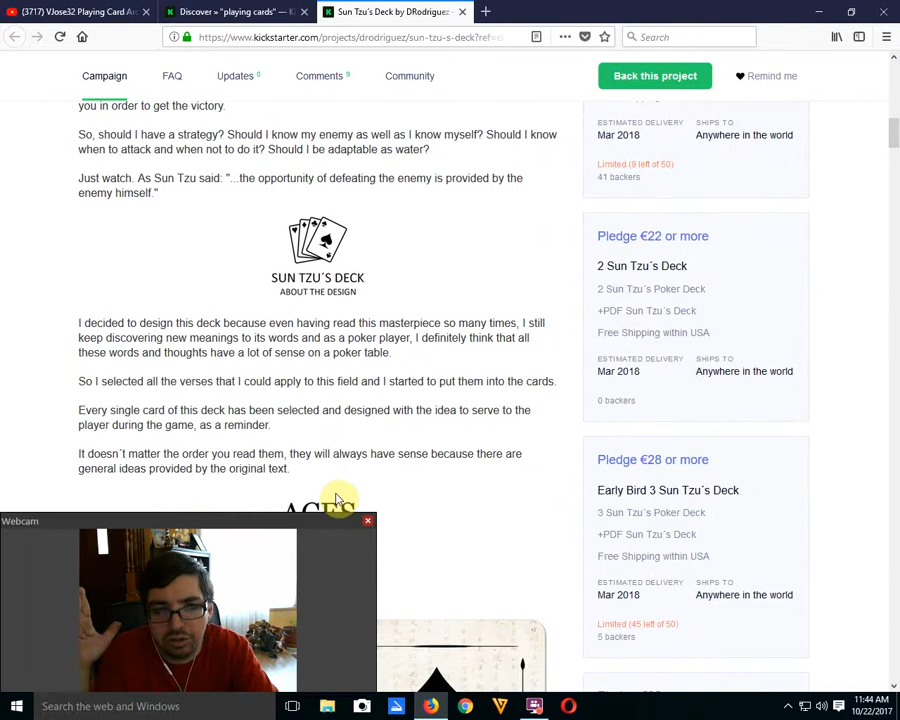 (3717) VJose32 Playing Card Arc
Discover » "playing cards" — Ki
Sun Tzu´s Deck by DRodriguez —
https://www.kickstarter.com/projects/drodriguez/sun-tzu-s-deck?ref=d
Search
Campaign
FAQ
Updates 0
Comments 9
Community
Back this project
Remind me
you in order to get the victory.
So, should I have a strategy? Should I know my enemy as well as I know myself? Should I know
when to attack and when not to do it? Should I be adaptable as water?
Just watch. As Sun Tzu said: "...the opportunity of defeating the enemy is provided by the
enemy himself."
SUN TZU´S DECK
ABOUT THE DESIGN
I decided to design this deck because even having read this masterpiece so many times, I still
keep discovering new meanings to its words and as a poker player, I definitely think that all
these words and thoughts have a lot of sense on a poker table.
So I selected all the verses that I could apply to this field and I started to put them into the cards.
Every single card of this deck has been selected and designed with the idea to serve to the
player during the game, as a reminder.
It doesn´t matter the order you read them, they will always have sense because there are
general ideas provided by the original text.
ACES
ESTIMATED DELIVERY
SHIPS TO
Mar 2018
Anywhere in the world
Limited (9 left of 50)
41 backers
Pledge €22 or more
2 Sun Tzu´s Deck
2 Sun Tzu´s Poker Deck
+PDF Sun Tzu´s Deck
Free Shipping within USA
ESTIMATED DELIVERY
SHIPS TO
Mar 2018
Anywhere in the world
0 backers
Pledge €28 or more
Early Bird 3 Sun Tzu´s Deck
3 Sun Tzu´s Poker Deck
+PDF Sun Tzu´s Deck
Free Shipping within USA
ESTIMATED DELIVERY
SHIPS TO
Mar 2018
Anywhere in the world
Limited (45 left of 50)
5 backers
Webcam
Search the web and Windows
11:44 AM
10/22/2017